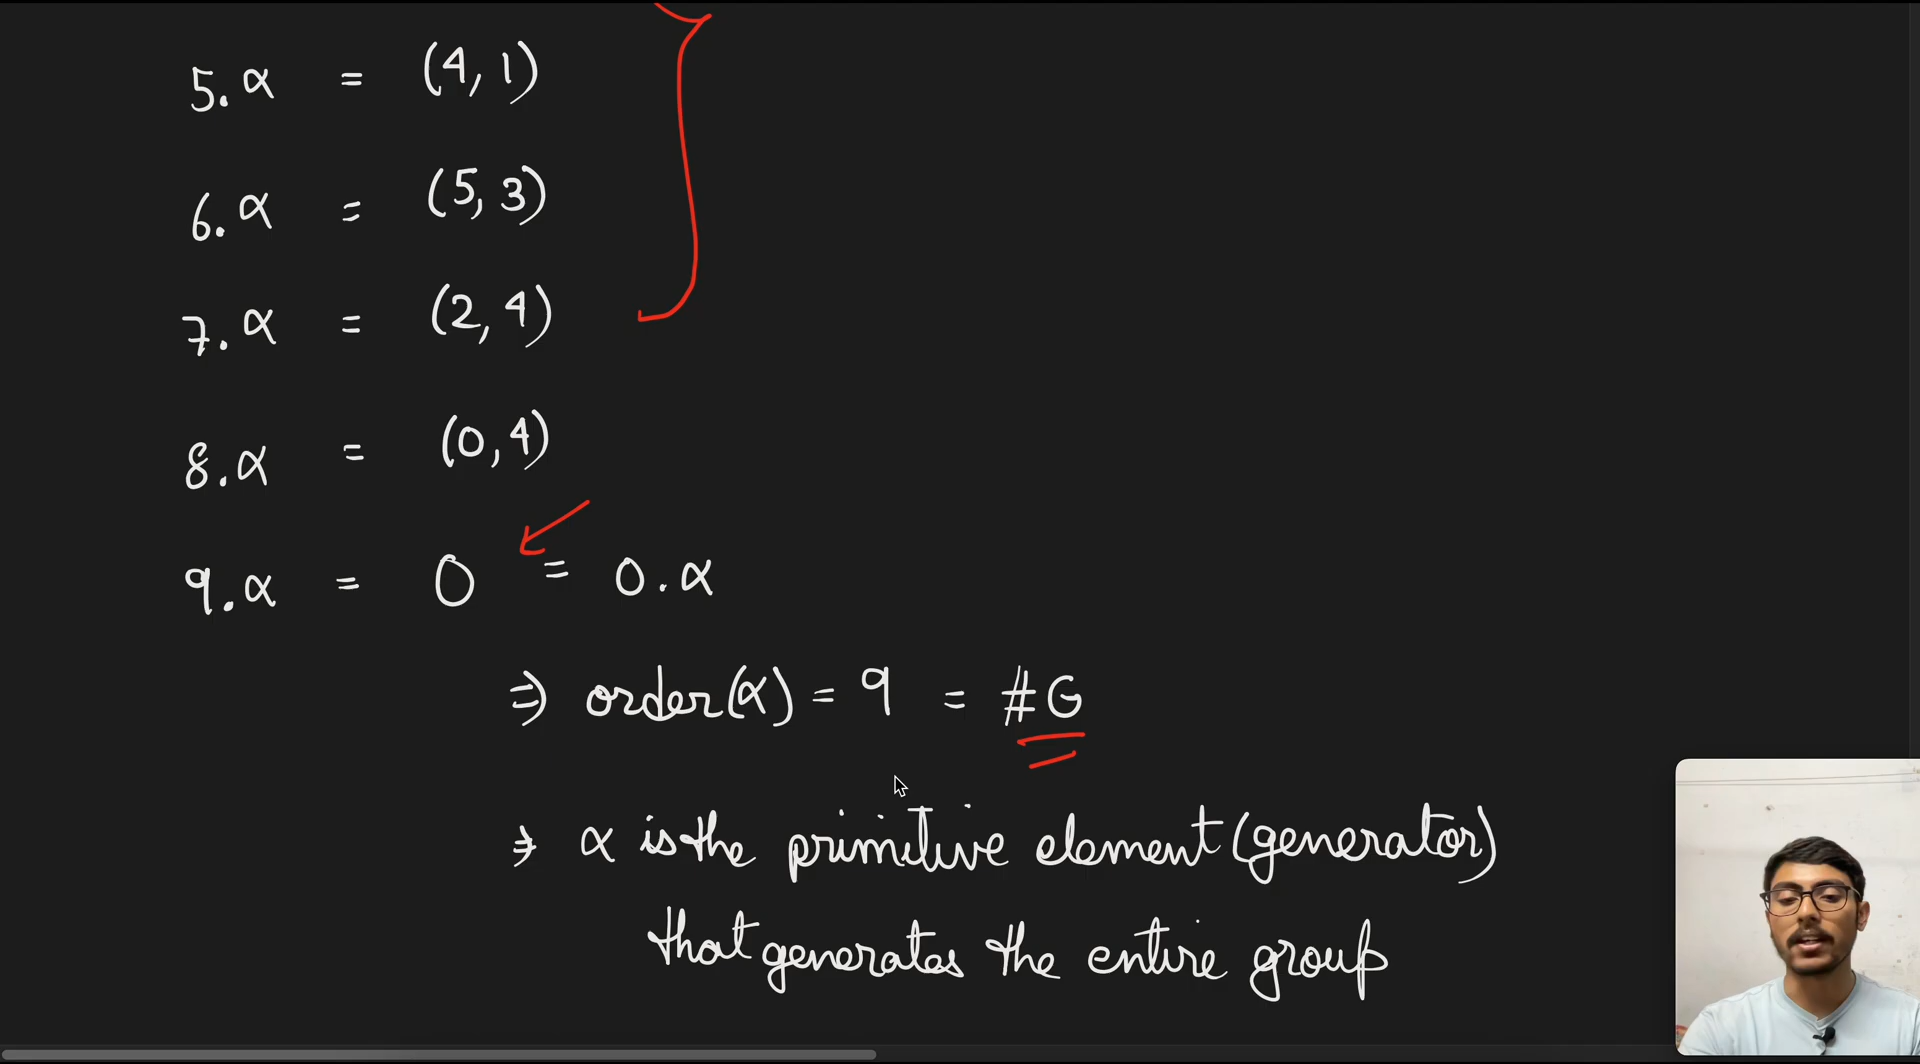 5.α = (4, 1)
6.α = (5, 3)
7.α = (2, 4)
8.α = (0, 4)
9.α = 0 = 0.α
⇒ order(α) = 9 = #G
⇒ α is the primitive element (generator)
that generates the entire group